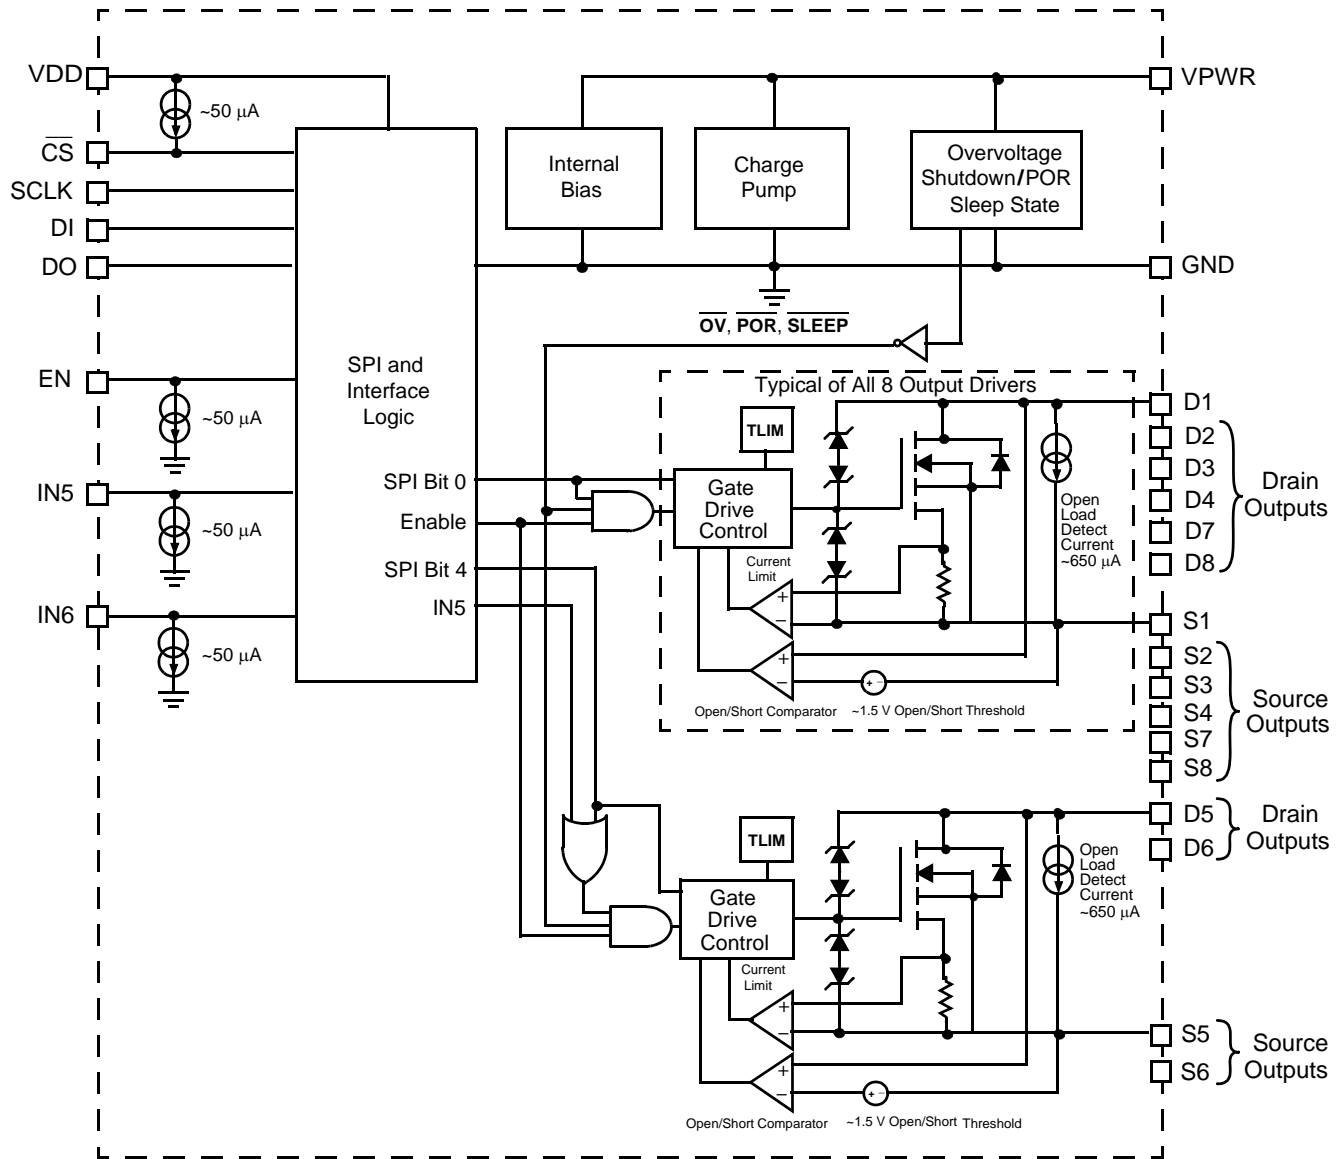 VDD
~50 μA
CS
SCLK
DI
DO
EN
~50 μA
IN5
~50 μA
IN6
~50 μA
SPI and
Interface
Logic
SPI Bit 0
Enable
SPI Bit 4
IN5
Internal
Bias
Charge
Pump
Overvoltage
Shutdown/POR
Sleep State
VPWR
GND
OV, POR, SLEEP
Typical of All 8 Output Drivers
TLIM
Gate
Drive
Control
Current
Limit
+
−
+
−
+ −
Open
Load
Detect
Current
~650 μA
Open/Short Comparator
~1.5 V Open/Short Threshold
D1
D2
D3
D4
D7
D8
Drain
Outputs
S1
S2
S3
S4
S7
S8
Source
Outputs
TLIM
Gate
Drive
Control
Current
Limit
+
−
+
−
+ −
Open
Load
Detect
Current
~650 μA
Open/Short Comparator
~1.5 V Open/Short Threshold
D5
D6
Drain
Outputs
S5
S6
Source
Outputs